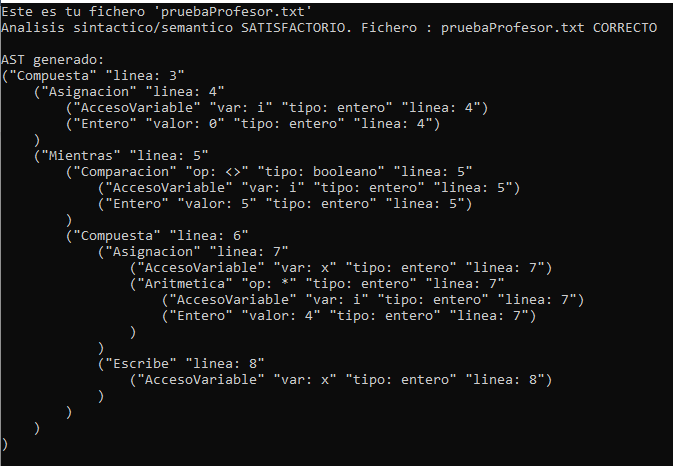 Este es tu fichero 'pruebaProfesor.txt'
Analisis sintactico/semantico SATISFACTORIO. Fichero : pruebaProfesor.txt CORRECTO

AST generado:
("Compuesta" "linea: 3"
    ("Asignacion" "linea: 4"
        ("AccesoVariable" "var: i" "tipo: entero" "linea: 4")
        ("Entero" "valor: 0" "tipo: entero" "linea: 4")
    )
    ("Mientras" "linea: 5"
        ("Comparacion" "op: <>" "tipo: booleano" "linea: 5"
            ("AccesoVariable" "var: i" "tipo: entero" "linea: 5")
            ("Entero" "valor: 5" "tipo: entero" "linea: 5")
        )
        ("Compuesta" "linea: 6"
            ("Asignacion" "linea: 7"
                ("AccesoVariable" "var: x" "tipo: entero" "linea: 7")
                ("Aritmetica" "op: *" "tipo: entero" "linea: 7"
                    ("AccesoVariable" "var: i" "tipo: entero" "linea: 7")
                    ("Entero" "valor: 4" "tipo: entero" "linea: 7")
                )
            )
            ("Escribe" "linea: 8"
                ("AccesoVariable" "var: x" "tipo: entero" "linea: 8")
            )
        )
    )
)